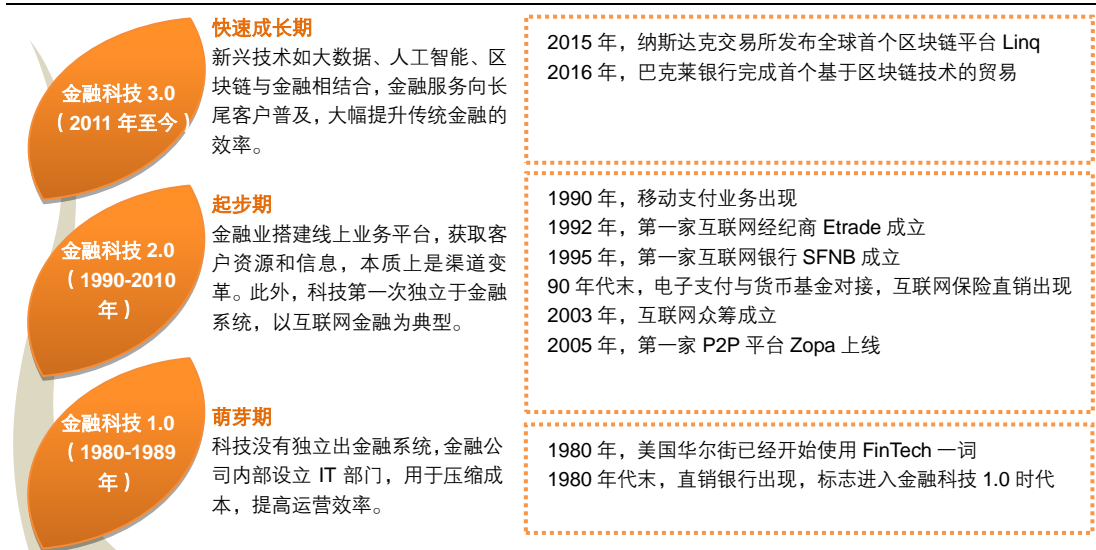 金融科技 3.0
（2011 年至今）
快速成长期
新兴技术如大数据、人工智能、区
块链与金融相结合，金融服务向长
尾客户普及，大幅提升传统金融的
效率。
2015 年，纳斯达克交易所发布全球首个区块链平台 Linq
2016 年，巴克莱银行完成首个基于区块链技术的贸易
金融科技 2.0
（1990-2010
年）
起步期
金融业搭建线上业务平台，获取客
户资源和信息，本质上是渠道变
革。此外，科技第一次独立于金融
系统，以互联网金融为典型。
1990 年，移动支付业务出现
1992 年，第一家互联网经纪商 Etrade 成立
1995 年，第一家互联网银行 SFNB 成立
90 年代末，电子支付与货币基金对接，互联网保险直销出现
2003 年，互联网众筹成立
2005 年，第一家 P2P 平台 Zopa 上线
金融科技 1.0
（1980-1989
年）
萌芽期
科技没有独立出金融系统，金融公
司内部设立 IT 部门，用于压缩成
本，提高运营效率。
1980 年，美国华尔街已经开始使用 FinTech 一词
1980 年代末，直销银行出现，标志进入金融科技 1.0 时代